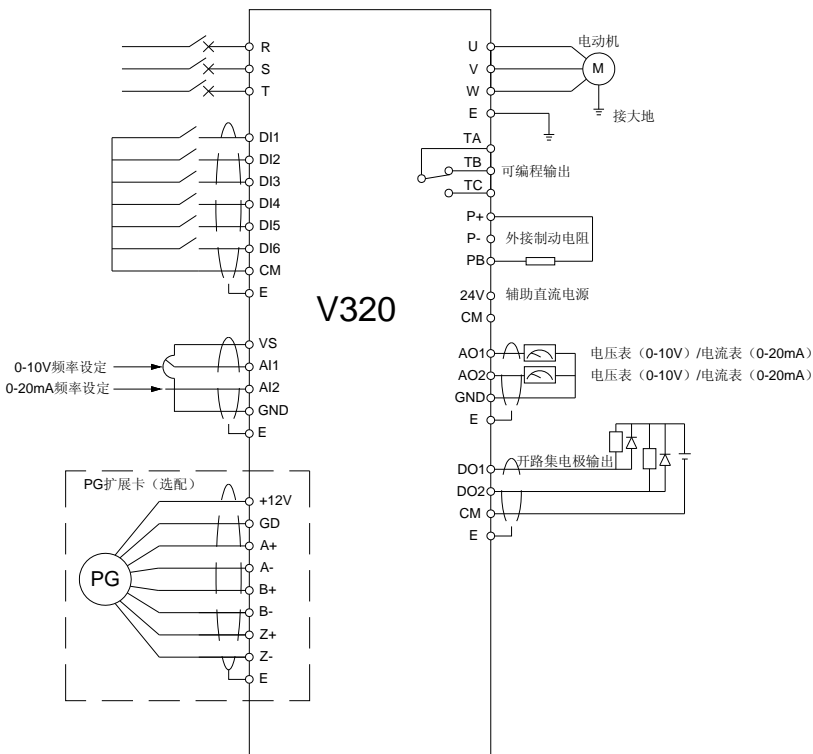 R
S
T
DI1
DI2
DI3
DI4
DI5
DI6
CM
E
VS
0-10V频率设定
AI1
0-20mA频率设定
AI2
GND
E
PG扩展卡（选配）
+12V
GD
A+
A-
PG
B+
B-
Z+
Z-
E
V320
U
电动机
V
M
W
E
接大地
TA
TB
可编程输出
TC
P+
P-
外接制动电阻
PB
24V
辅助直流电源
CM
AO1
电压表（0-10V）/电流表（0-20mA）
AO2
电压表（0-10V）/电流表（0-20mA）
GND
E
DO1
开路集电极输出
DO2
CM
E